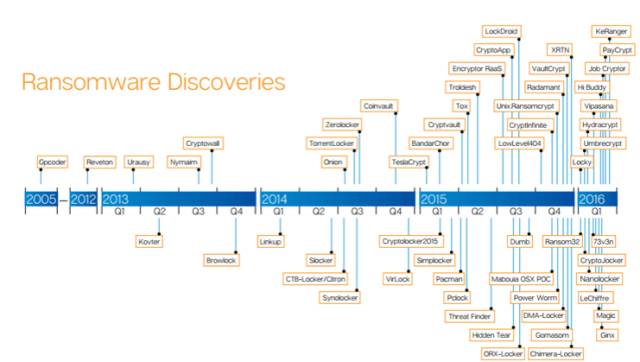 LockDroid
KeRanger
CryptoApp
XRTN
PayCrypt
Encryptor RaaS
VaultCrypt
Job Cryptor
Ransomware Discoveries
Troldesh
Radamant
Hi Buddy
Coinvault
Tox
Unix.Ransomcrypt
Vipasana
Zerolocker
Cryptvault
CryptInfinite
Hydracrypt
Cryptowall
TorrentLocker
BandarChor
LowLevel404
Umbrecrypt
Gpcoder
Reveton
Urausy
Nymaim
Onion
TeslaCrypt
Locky
2005
2012
2013
2014
2015
2016
Q1 Q2 Q3 Q4
Q1 Q2 Q3 Q4
Q1 Q2 Q3 Q4
Q1
Kovter
Linkup
Cryptolocker2015
Dumb
Ransom32
73v3n
Browlock
Slocker
Simplocker
CryptoJocker
CTB-Locker/Citron
VirLock
Pacman
Mabouia OSX POC
Nanolocker
Synolocker
Pclock
Power Worm
LeChiffre
Threat Finder
DMA-Locker
Magic
Hidden Tear
Gomasom
Ginx
ORX-Locker
Chimera-Locker